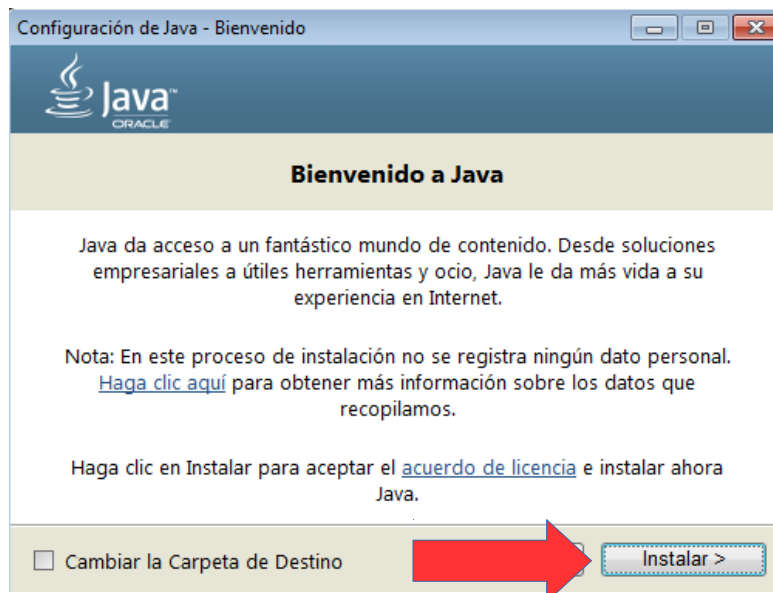 Configuración de Java - Bienvenido
Java™
ORACLE
Bienvenido a Java
Java da acceso a un fantástico mundo de contenido. Desde soluciones
empresariales a útiles herramientas y ocio, Java le da más vida a su
experiencia en Internet.
Nota: En este proceso de instalación no se registra ningún dato personal.
Haga clic aquí para obtener más información sobre los datos que
recopilamos.
Haga clic en Instalar para aceptar el acuerdo de licencia e instalar ahora
Java.
Cambiar la Carpeta de Destino
Instalar >